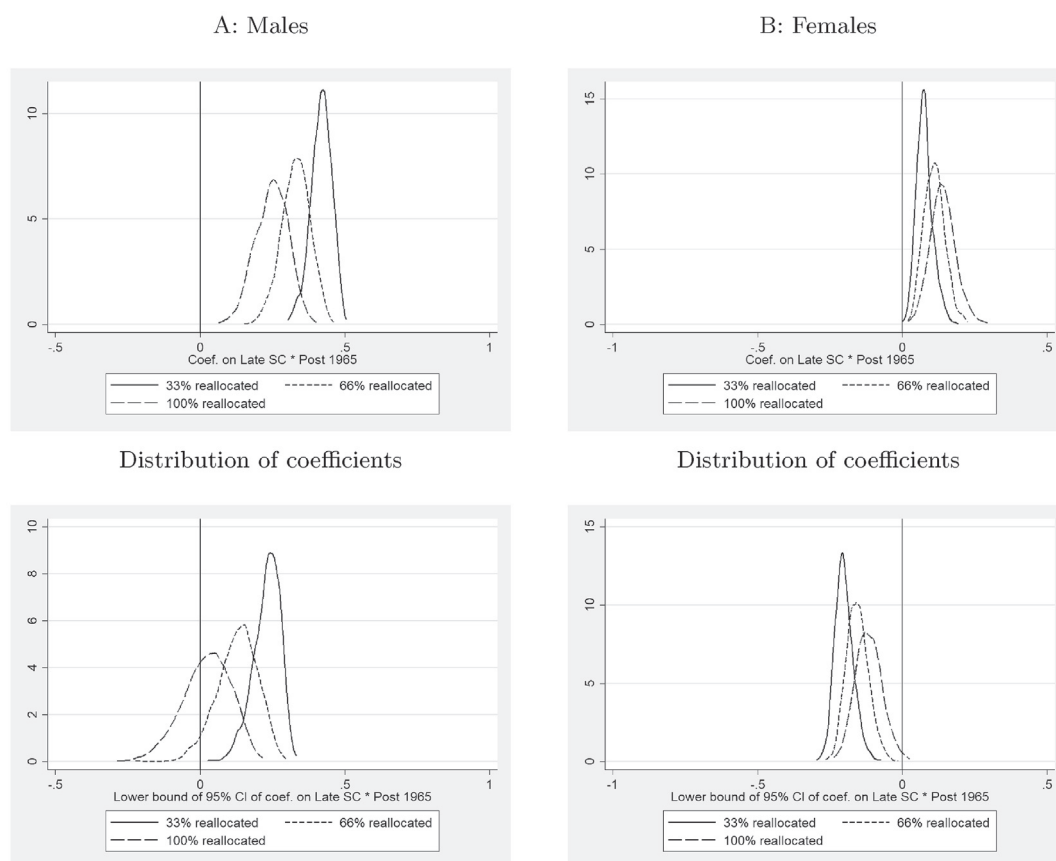 A: Males
B: Females
10
5
0
-.5 0 .5 1
Coef. on Late SC * Post 1965
33% reallocated 66% reallocated
100% reallocated
15
10
5
0
-1 -.5 0 .5
Coef. on Late SC * Post 1965
33% reallocated 66% reallocated
100% reallocated
Distribution of coefficients
Distribution of coefficients
10
8
6
4
2
0
-.5 0 .5 1
Lower bound of 95% CI of coef. on Late SC * Post 1965
33% reallocated 66% reallocated
100% reallocated
15
10
5
0
-1 -.5 0 .5
Lower bound of 95% CI of coef. on Late SC * Post 1965
33% reallocated 66% reallocated
100% reallocated